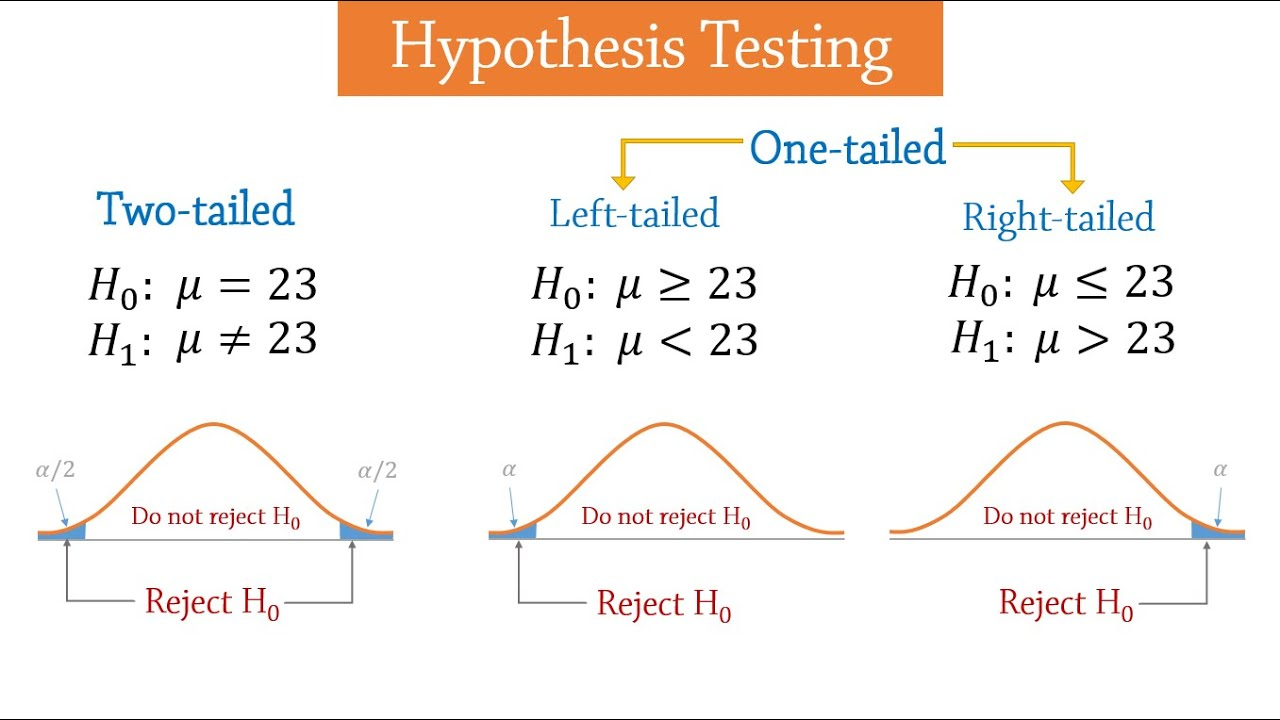 Hypothesis Testing
One-tailed
Two-tailed
H₀: μ = 23
H₁: μ ≠ 23
α/2
α/2
Do not reject H₀
Reject H₀
Left-tailed
H₀: μ ≥ 23
H₁: μ < 23
α
Do not reject H₀
Reject H₀
Right-tailed
H₀: μ ≤ 23
H₁: μ > 23
α
Do not reject H₀
Reject H₀